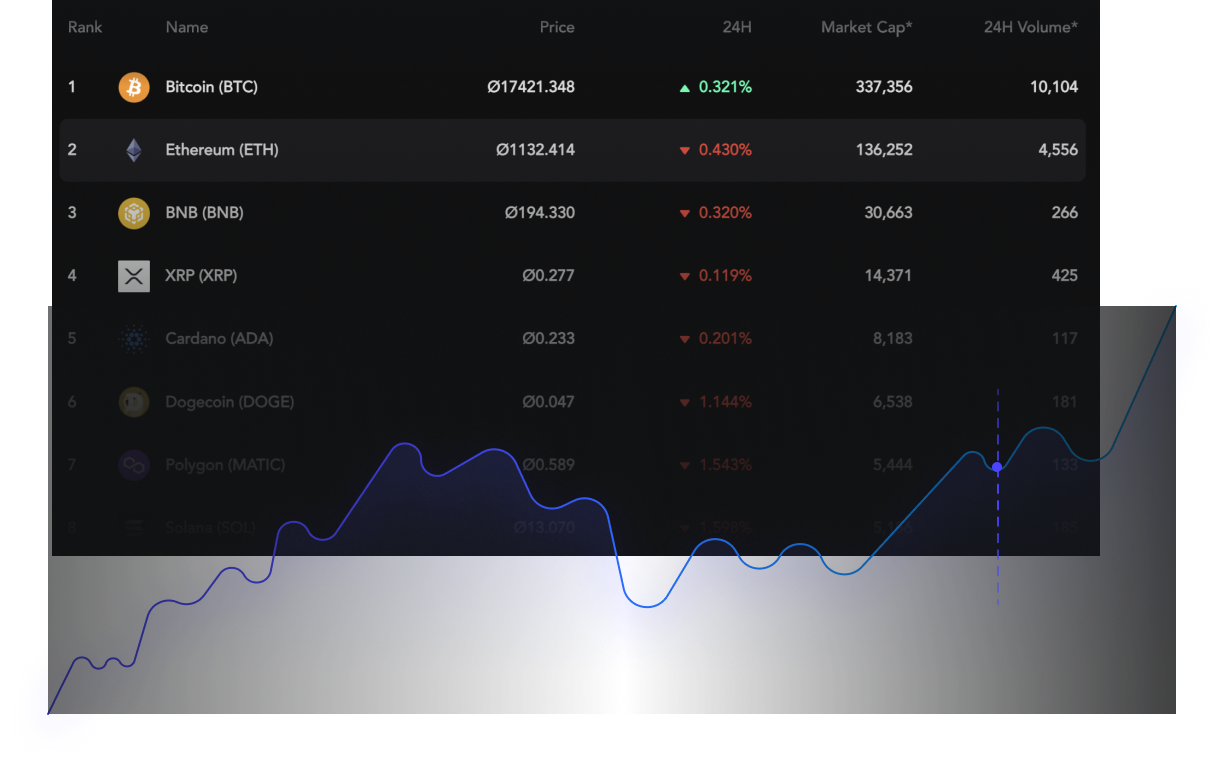 Rank Name Price 24H Market Cap* 24H Volume*
1 Bitcoin (BTC) Ø17421.348 ▲ 0.321% 337,356 10,104
2 Ethereum (ETH) Ø1132.414 ▼ 0.430% 136,252 4,556
3 BNB (BNB) Ø194.330 ▼ 0.320% 30,663 266
4 XRP (XRP) Ø0.277 ▼ 0.119% 14,371 425
5 Cardano (ADA) Ø0.233 ▼ 0.201% 8,183 117
6 Dogecoin (DOGE) Ø0.047 ▼ 1.144% 6,538 181
7 Polygon (MATIC) Ø0.589 ▼ 1.543% 5,444 133
8 Solana (SOL) Ø13.070 ▼ 1.598%